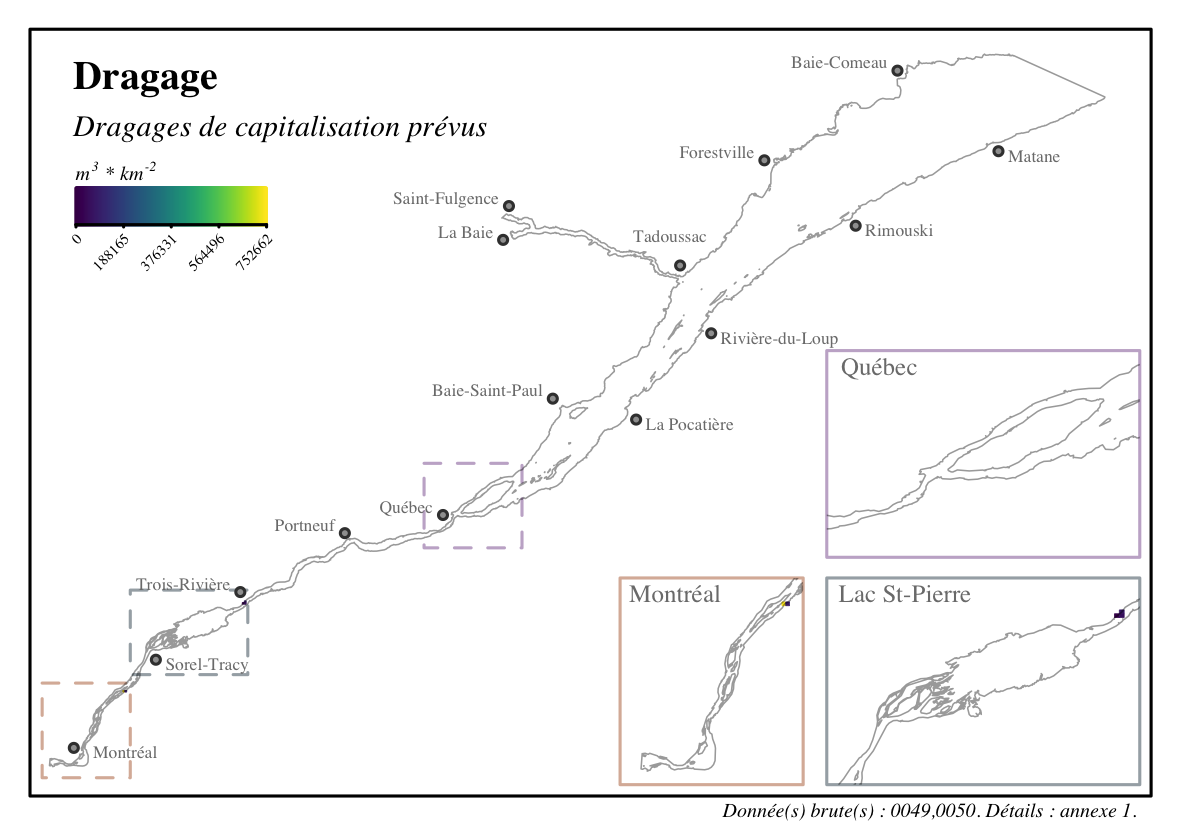 Dragage
Dragages de capitalisation prévus
m³ * km⁻²
0
188165
376331
564496
752662
Baie-Comeau
Forestville
Matane
Saint-Fulgence
La Baie
Tadoussac
Rimouski
Rivière-du-Loup
Baie-Saint-Paul
La Pocatière
Québec
Portneuf
Trois-Rivière
Sorel-Tracy
Montréal
Québec
Montréal
Lac St-Pierre
Donnée(s) brute(s) : 0049,0050. Détails : annexe 1.